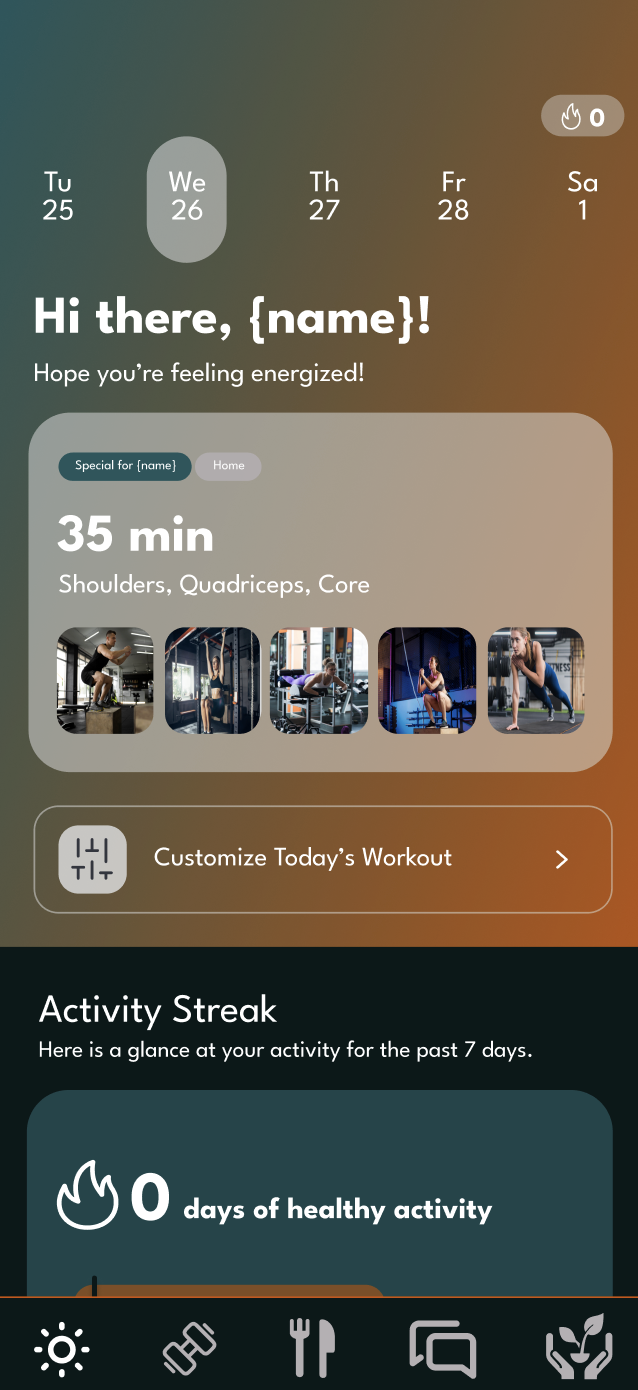 0
Tu We Th Fr Sa
25 26 27 28 1
Hi there, {name}!
Hope you’re feeling energized!
Special for {name} Home
35 min
Shoulders, Quadriceps, Core
Customize Today’s Workout
Activity Streak
Here is a glance at your activity for the past 7 days.
0 days of healthy activity